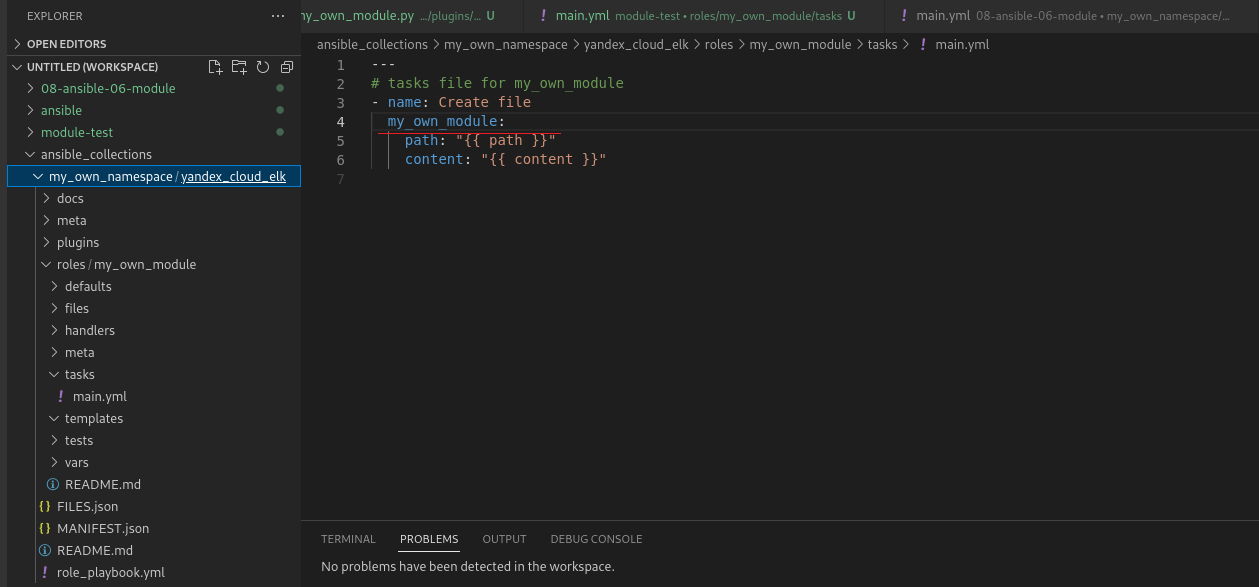 EXPLORER
OPEN EDITORS
UNTITLED (WORKSPACE)
08-ansible-06-module
ansible
module-test
ansible_collections
my_own_namespace/yandex_cloud_elk
docs
meta
plugins
roles/my_own_module
defaults
files
handlers
meta
tasks
! main.yml
templates
tests
vars
README.md
{} FILES.json
{} MANIFEST.json
README.md
! role_playbook.yml
my_own_module.py .../plugins/... U
! main.yml module-test • roles/my_own_module/tasks U
! main.yml 08-ansible-06-module • my_own_namespace/...
ansible_collections > my_own_namespace > yandex_cloud_elk > roles > my_own_module > tasks > ! main.yml
1 ---
2 # tasks file for my_own_module
3 - name: Create file
4 my_own_module:
5 path: "{{ path }}"
6 content: "{{ content }}"
7
TERMINAL PROBLEMS OUTPUT DEBUG CONSOLE
No problems have been detected in the workspace.